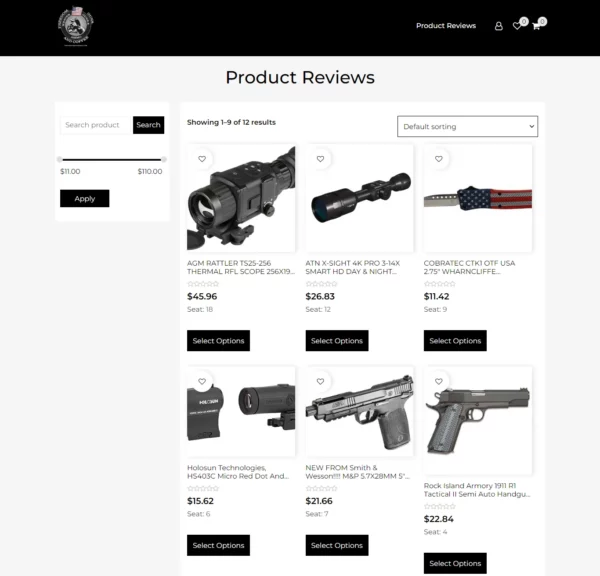 Product Reviews
0
0
Product Reviews
Search product
Search
$11.00
$110.00
Apply
Showing 1–9 of 12 results
Default sorting
AGM RATTLER TS25-256
THERMAL RFL SCOPE 256X19...
$45.96
Seat: 18
Select Options
ATN X-SIGHT 4K PRO 3-14X
SMART HD DAY & NIGHT...
$26.83
Seat: 12
Select Options
COBRATEC CTK1 OTF USA
2.75" WHARNCLIFFE...
$11.42
Seat: 9
Select Options
HOLOSUN
Holosun Technologies,
HS403C Micro Red Dot And...
$15.62
Seat: 6
Select Options
NEW FROM Smith &
Wesson!!!! M&P 5.7X28MM 5"...
$21.66
Seat: 7
Select Options
Rock Island Armory 1911 R1
Tactical II Semi Auto Handgu...
$22.84
Seat: 4
Select Options